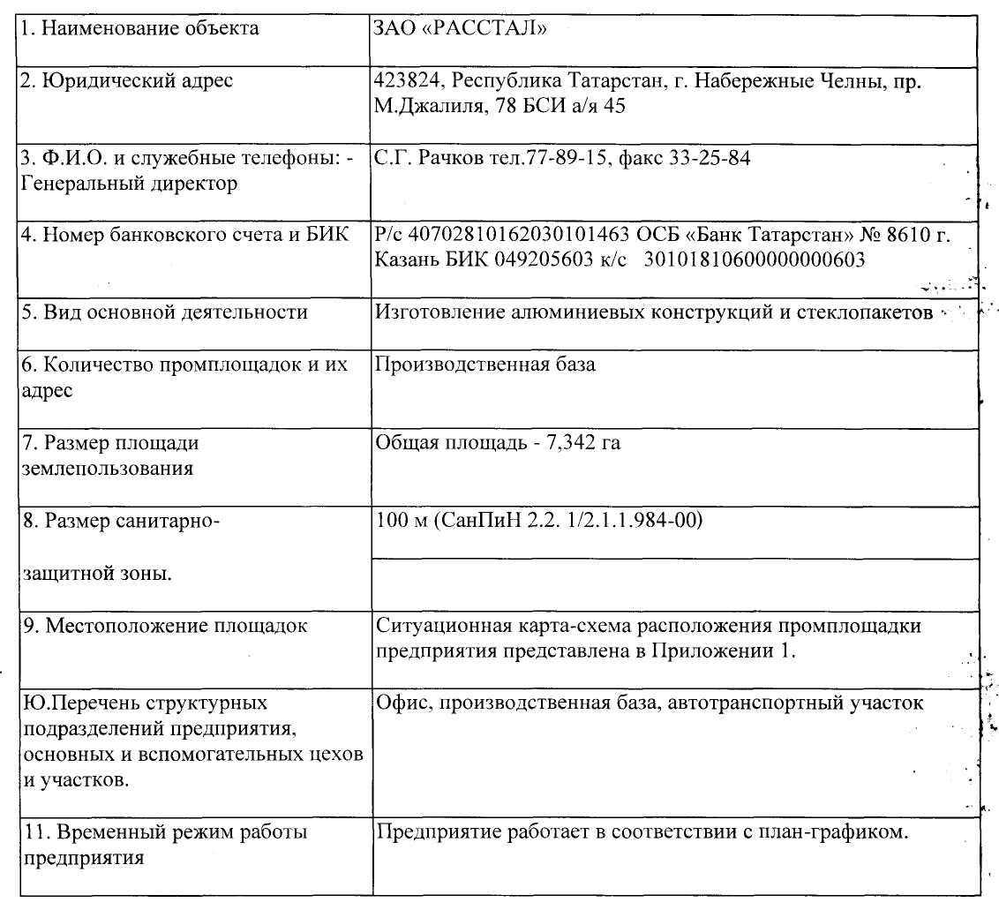 1. Наименование объекта
ЗАО «РАССТАЛ»
2. Юридический адрес
423824, Республика Татарстан, г. Набережные Челны, пр.
М.Джалиля, 78 БСИ а/я 45
3. Ф.И.О. и служебные телефоны: -
Генеральный директор
С.Г. Рачков тел.77-89-15, факс 33-25-84
4. Номер банковского счета и БИК
Р/с 40702810162030101463 ОСБ «Банк Татарстан» № 8610 г.
Казань БИК 049205603 к/с 30101810600000000603
5. Вид основной деятельности
Изготовление алюминиевых конструкций и стеклопакетов
6. Количество промплощадок и их
адрес
Производственная база
7. Размер площади
землепользования
Общая площадь - 7,342 га
8. Размер санитарно-
защитной зоны.
100 м (СанПиН 2.2. 1/2.1.1.984-00)
9. Местоположение площадок
Ситуационная карта-схема расположения промплощадки
предприятия представлена в Приложении 1.
Ю.Перечень структурных
подразделений предприятия,
основных и вспомогательных цехов
и участков.
Офис, производственная база, автотранспортный участок
11. Временный режим работы
предприятия
Предприятие работает в соответствии с план-графиком.